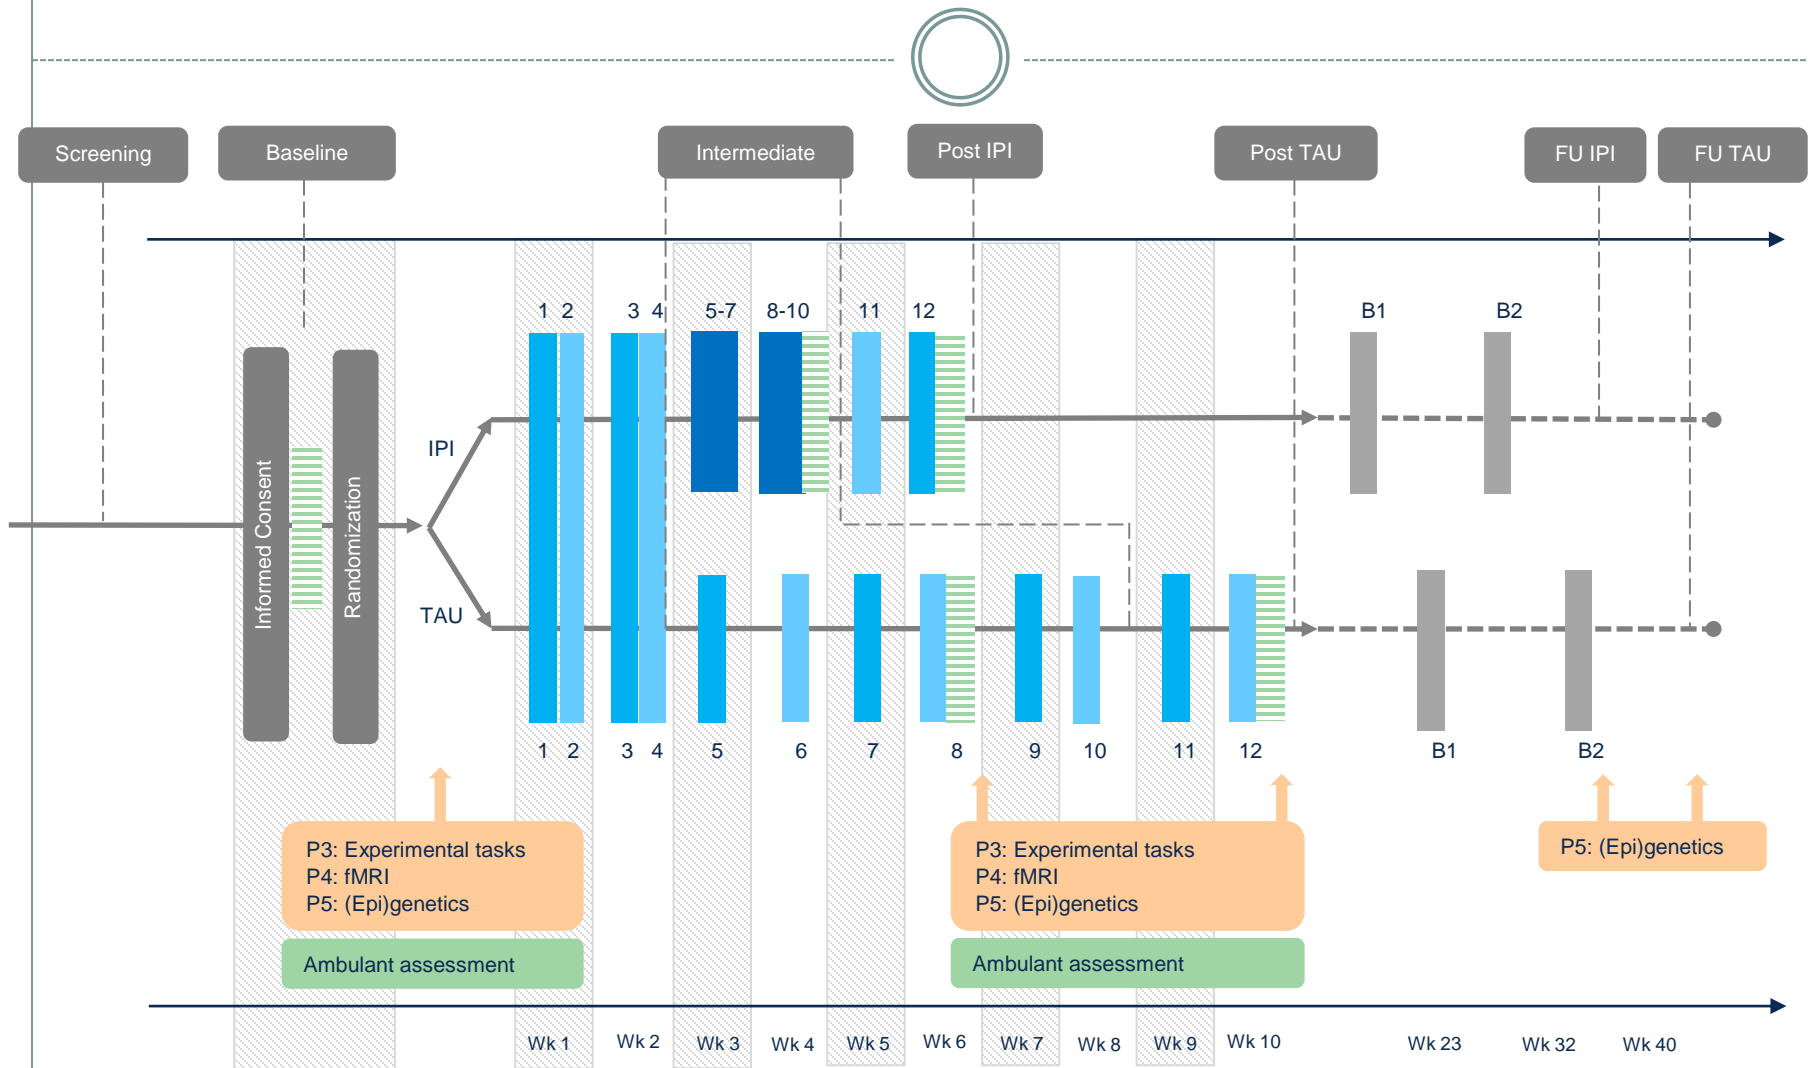 Screening
Baseline
Intermediate
Post IPI
Post TAU
FU IPI
FU TAU
1 2 3 4 5-7 8-10 11 12 B1 B2
IPI
Informed Consent
Randomization
TAU
1 2 3 4 5 6 7 8 9 10 11 12 B1 B2
P3: Experimental tasks
P4: fMRI
P5: (Epi)genetics
Ambulant assessment
P3: Experimental tasks
P4: fMRI
P5: (Epi)genetics
Ambulant assessment
P5: (Epi)genetics
Wk 1 Wk 2 Wk 3 Wk 4 Wk 5 Wk 6 Wk 7 Wk 8 Wk 9 Wk 10 Wk 23 Wk 32 Wk 40